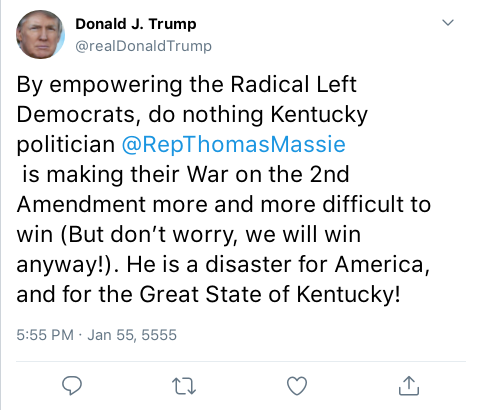 Donald J. Trump
@realDonaldTrump
By empowering the Radical Left
Democrats, do nothing Kentucky
politician @RepThomasMassie
is making their War on the 2nd
Amendment more and more difficult to
win (But don’t worry, we will win
anyway!). He is a disaster for America,
and for the Great State of Kentucky!
5:55 PM · Jan 55, 5555